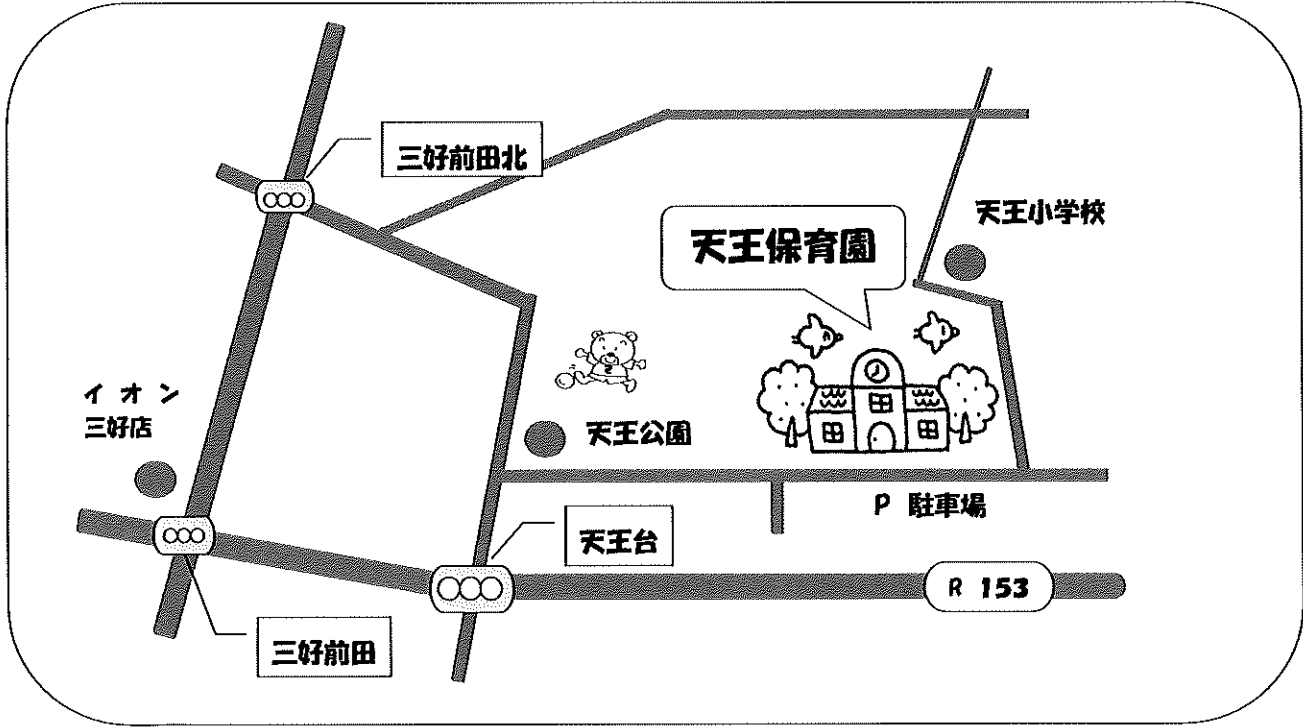 三好前田北
天王小学校
天王保育園
イオン
三好店
天王公園
P 駐車場
天王台
R 153
三好前田